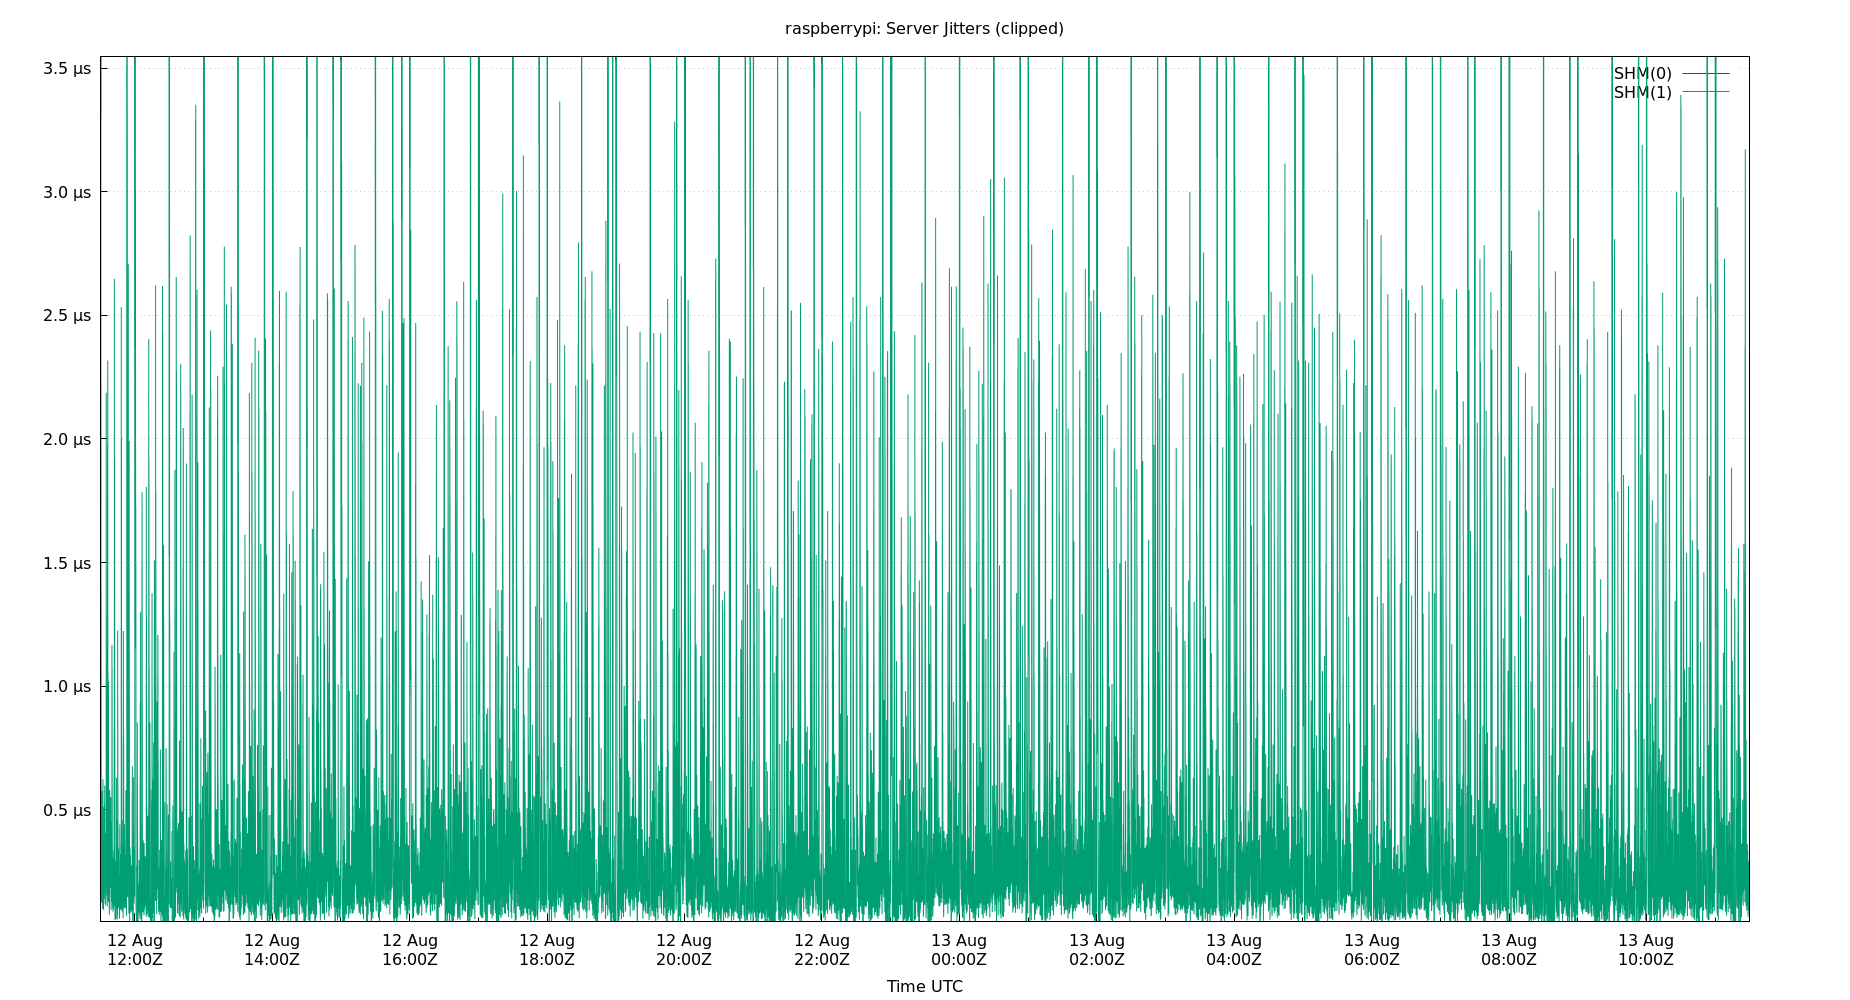 raspberrypi: Server Jitters (clipped)
3.5 µs
3.0 µs
2.5 µs
2.0 µs
1.5 µs
1.0 µs
0.5 µs
SHM(0)
SHM(1)
12 Aug 12 Aug 12 Aug 12 Aug 12 Aug 12 Aug 13 Aug 13 Aug 13 Aug 13 Aug 13 Aug 13 Aug
12:00Z 14:00Z 16:00Z 18:00Z 20:00Z 22:00Z 00:00Z 02:00Z 04:00Z 06:00Z 08:00Z 10:00Z
Time UTC